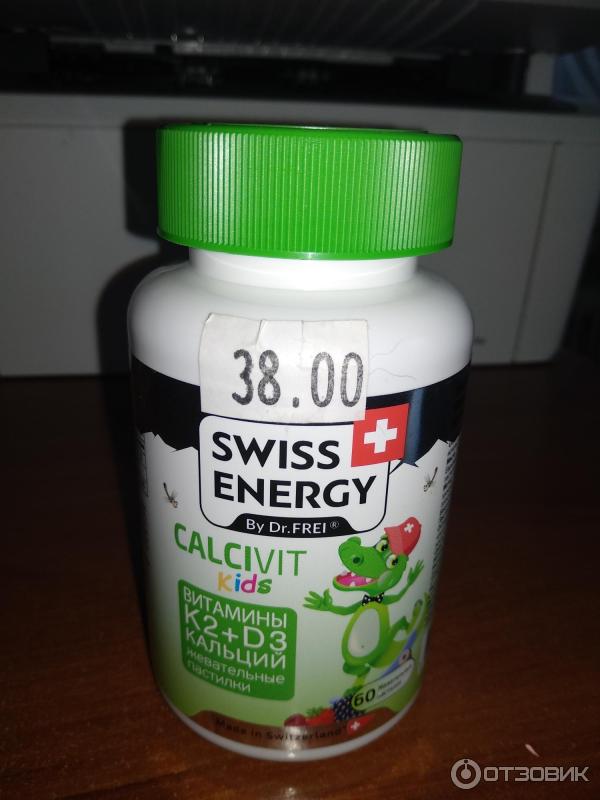 38.00
SWISS
ENERGY
By Dr.FREI®
CALCIVIT
Kids
ВИТАМИНЫ
K2+D3
КАЛЬЦИЙ
жевательные
пастилки
60
Made in Switzerland
ОТЗОВИК